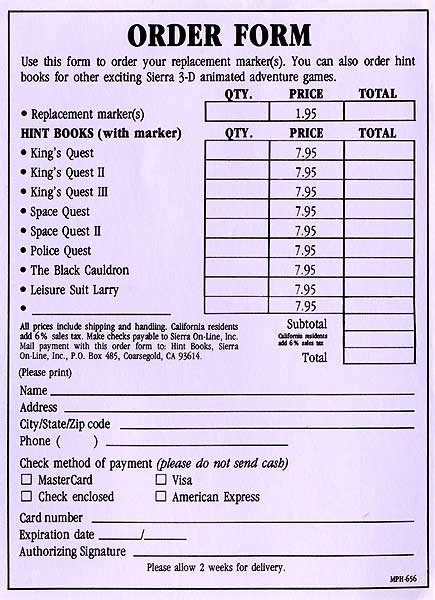 ORDER FORM
Use this form to order your replacement marker(s). You can also order hint
books for other exciting Sierra 3-D animated adventure games.
QTY. PRICE TOTAL
• Replacement marker(s) 1.95
HINT BOOKS (with marker) QTY. PRICE TOTAL
• King's Quest 7.95
• King's Quest II 7.95
• King's Quest III 7.95
• Space Quest 7.95
• Space Quest II 7.95
• Police Quest 7.95
• The Black Cauldron 7.95
• Leisure Suit Larry 7.95
• 7.95
All prices include shipping and handling. California residents
add 6% sales tax. Make checks payable to Sierra On-Line, Inc.
Mail payment with this order form to: Hint Books, Sierra
On-Line, Inc., P.O. Box 485, Coarsegold, CA 93614.
Subtotal
California residents
add 6% sales tax
Total
(Please print)
Name
Address
City/State/Zip code
Phone ( )
Check method of payment (please do not send cash)
MasterCard Visa
Check enclosed American Express
Card number
Expiration date /
Authorizing Signature
Please allow 2 weeks for delivery.
MPH-656